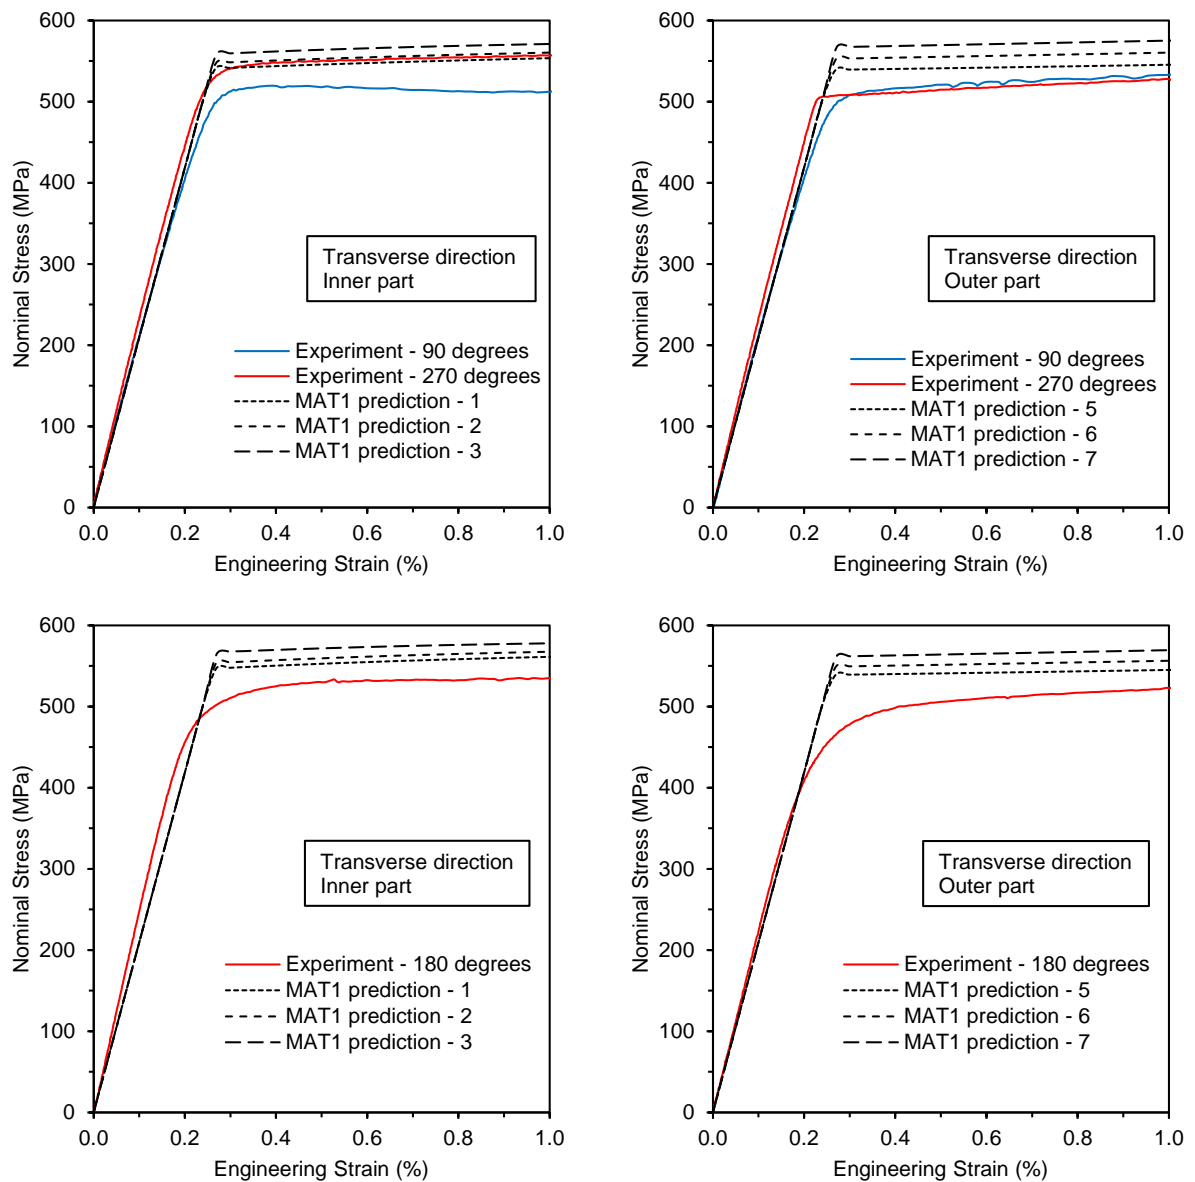 600
500
400
300
200
100
0
Nominal Stress (MPa)
Transverse direction
Inner part
Experiment - 90 degrees
Experiment - 270 degrees
MAT1 prediction - 1
MAT1 prediction - 2
MAT1 prediction - 3
0.0 0.2 0.4 0.6 0.8 1.0
Engineering Strain (%)
600
500
400
300
200
100
0
Nominal Stress (MPa)
Transverse direction
Outer part
Experiment - 90 degrees
Experiment - 270 degrees
MAT1 prediction - 5
MAT1 prediction - 6
MAT1 prediction - 7
0.0 0.2 0.4 0.6 0.8 1.0
Engineering Strain (%)
600
500
400
300
200
100
0
Nominal Stress (MPa)
Transverse direction
Inner part
Experiment - 180 degrees
MAT1 prediction - 1
MAT1 prediction - 2
MAT1 prediction - 3
0.0 0.2 0.4 0.6 0.8 1.0
Engineering Strain (%)
600
500
400
300
200
100
0
Nominal Stress (MPa)
Transverse direction
Outer part
Experiment - 180 degrees
MAT1 prediction - 5
MAT1 prediction - 6
MAT1 prediction - 7
0.0 0.2 0.4 0.6 0.8 1.0
Engineering Strain (%)